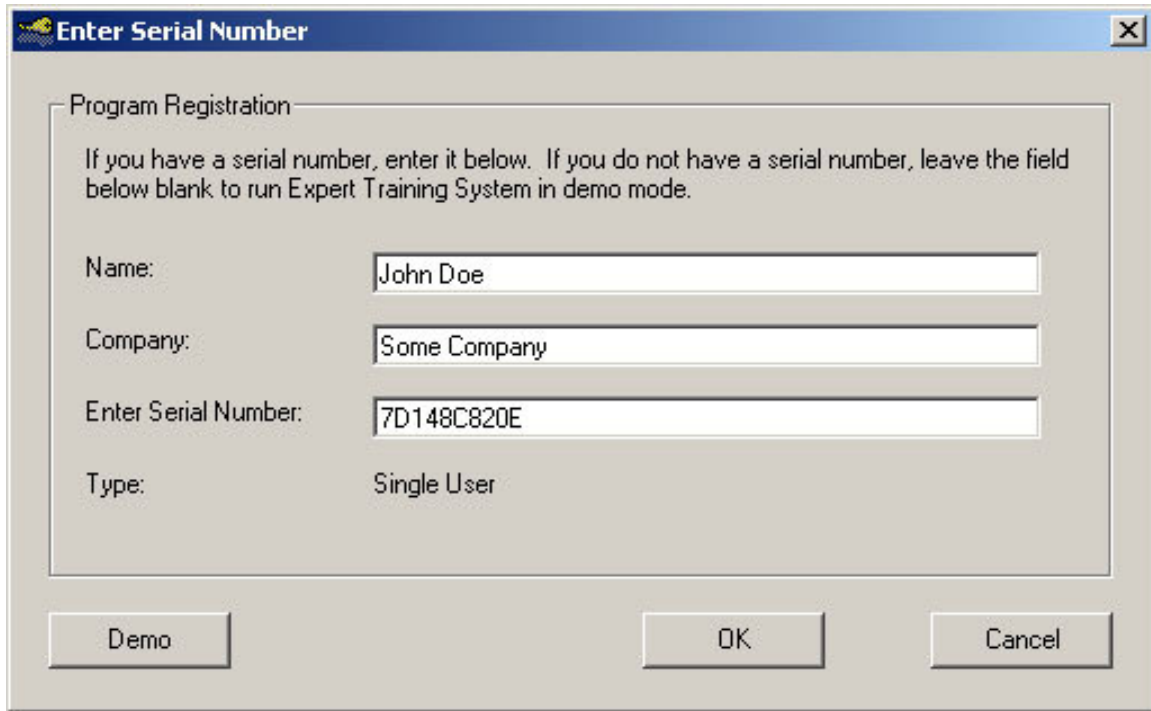 Enter Serial Number
Program Registration
If you have a serial number, enter it below.  If you do not have a serial number, leave the field
below blank to run Expert Training System in demo mode.
Name: John Doe
Company: Some Company
Enter Serial Number: 7D148C820E
Type: Single User
Demo OK Cancel